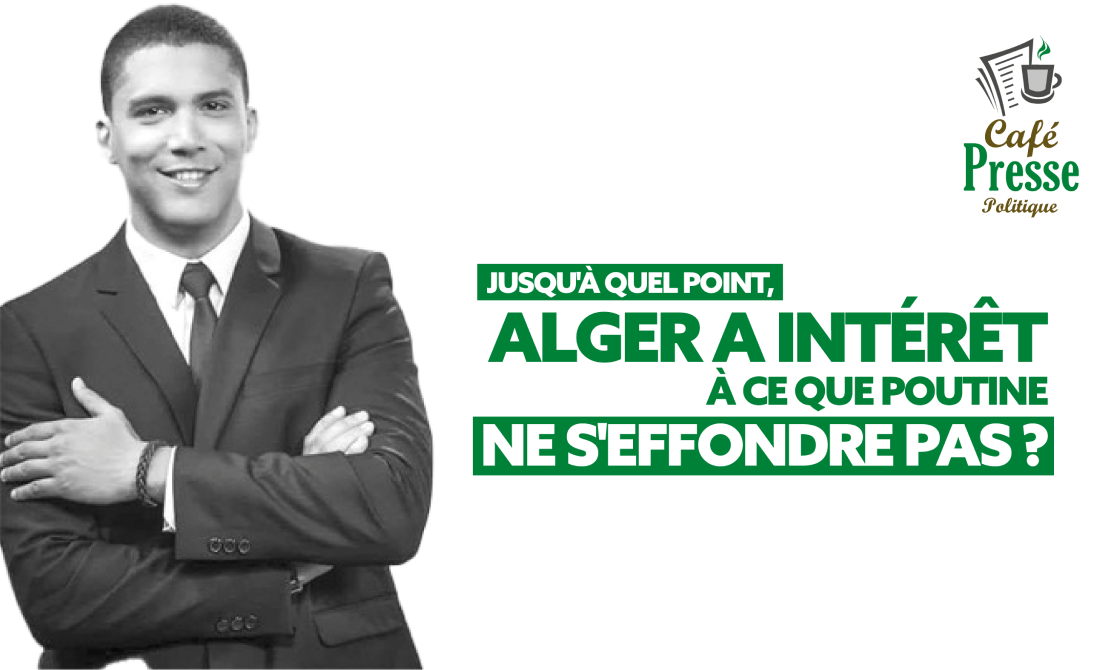 Café
Presse
Politique
JUSQU'À QUEL POINT,
ALGER A INTÉRÊT
À CE QUE POUTINE
NE S'EFFONDRE PAS ?